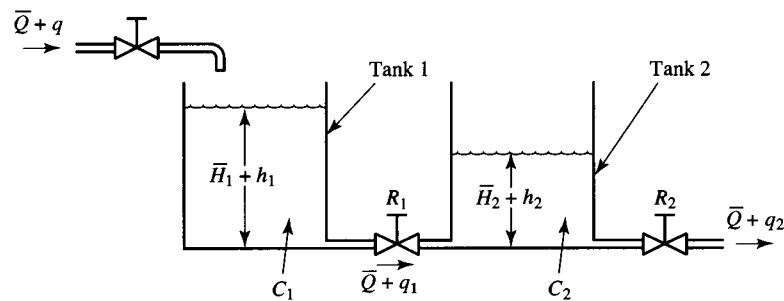 Q̅ + q
Tank 1
Tank 2
H̅₁ + h₁
R₁
H̅₂ + h₂
R₂
Q̅ + q₂
C₁
Q̅ + q₁
C₂